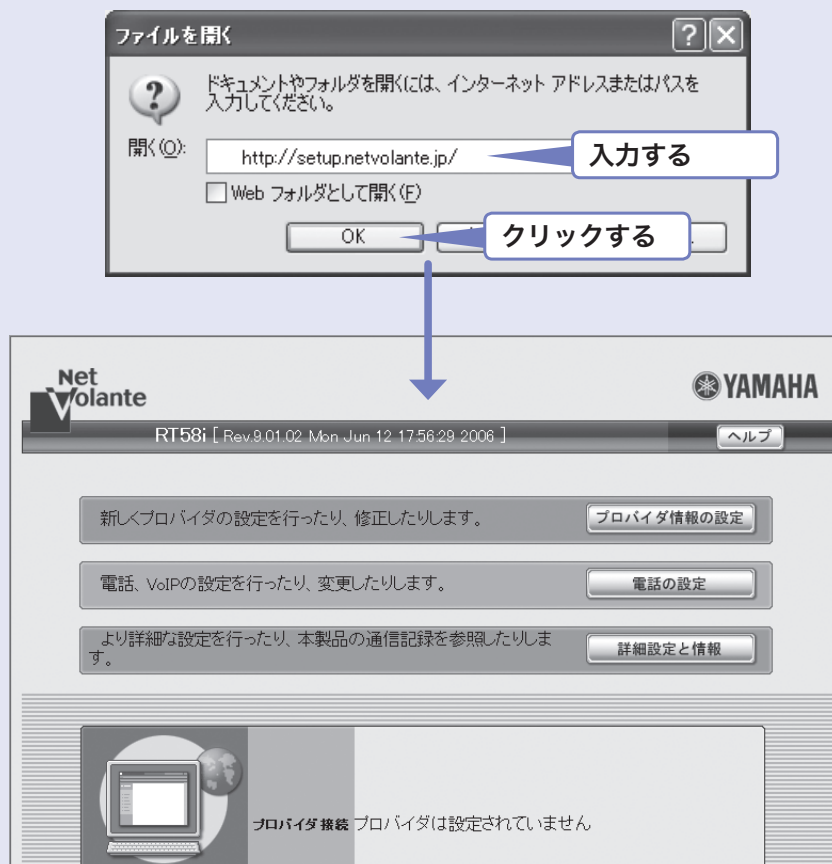 ファイルを開く
ドキュメントやフォルダを開くには、インターネット アドレスまたはパスを
入力してください。
開く(O):
http://setup.netvolante.jp/
入力する
Web フォルダとして開く(F)
OK
クリックする
Net
Volante
YAMAHA
RT58i [ Rev.9.01.02 Mon Jun 12 17:56:29 2006 ]
ヘルプ
新しくプロバイダの設定を行ったり、修正したりします。
プロバイダ情報の設定
電話、VoIPの設定を行ったり、変更したりします。
電話の設定
より詳細な設定を行ったり、本製品の通信記録を参照したりしま
す。
詳細設定と情報
プロバイダ接続 プロバイダは設定されていません